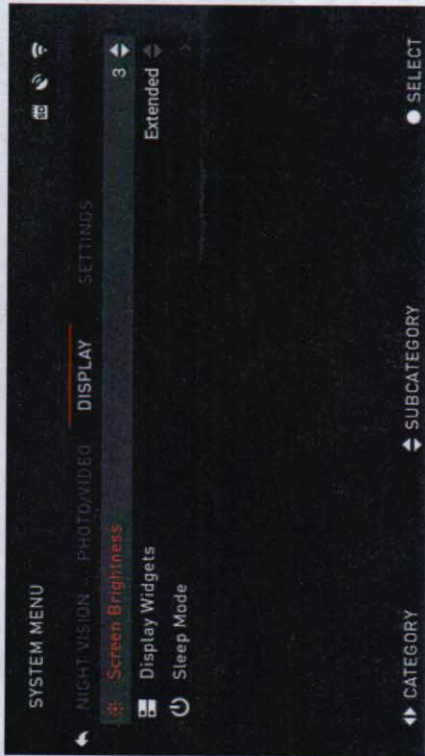 SYSTEM MENU SD
NIGHT VISION PHOTO/VIDEO DISPLAY SETTINGS
Screen Brightness 3
Display Widgets Extended
Sleep Mode
CATEGORY SUBCATEGORY SELECT